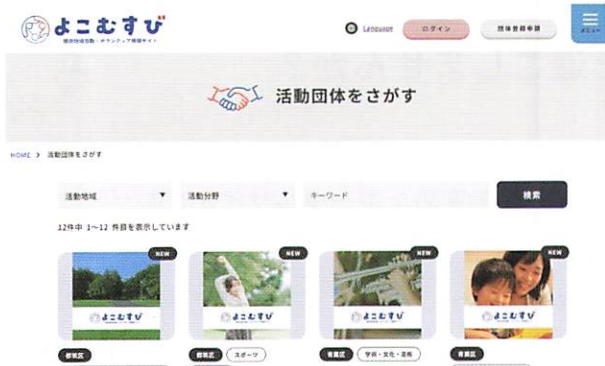 よこむすび
横浜地域活動・ボランティア情報サイト
Language
ログイン
団体登録申請
メニュー
活動団体をさがす
HOME > 活動団体をさがす
活動地域 ▼
活動分野 ▼
キーワード
検索
12件中 1〜12 件目を表示しています
NEW
NEW
NEW
NEW
よこむすび
よこむすび
よこむすび
よこむすび
都筑区
都筑区 スポーツ
青葉区 学術・文化・芸術
青葉区